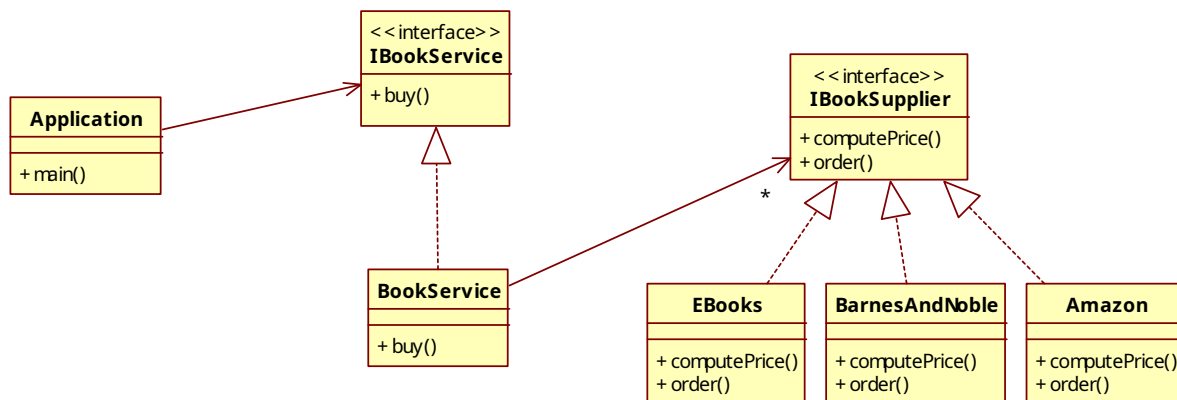 <<interface>>
IBookService
+ buy()
Application
+ main()
<<interface>>
IBookSupplier
+ computePrice()
+ order()
*
BookService
+ buy()
EBooks
+ computePrice()
+ order()
BarnesAndNoble
+ computePrice()
+ order()
Amazon
+ computePrice()
+ order()